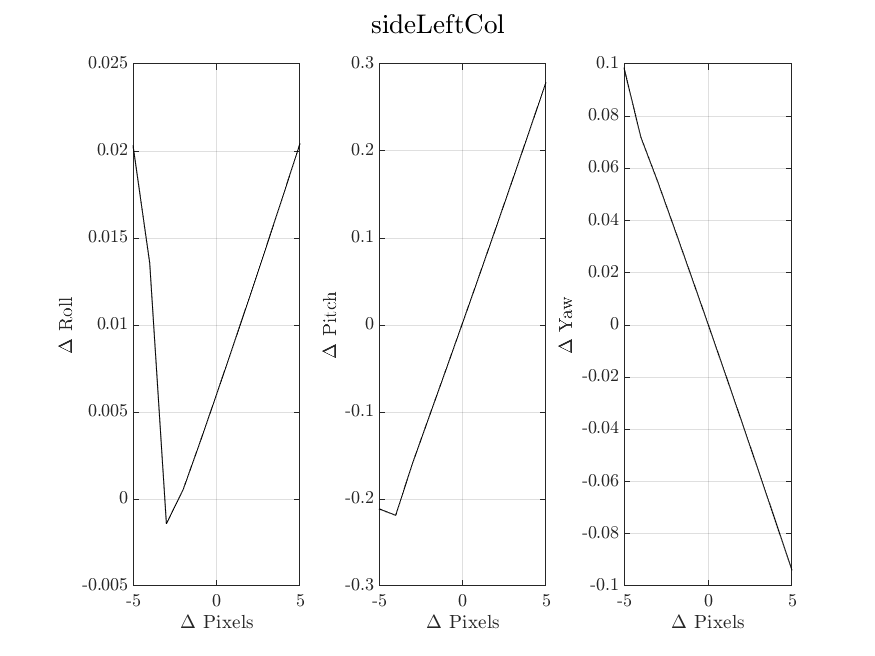 sideLeftCol
0.025
0.02
0.015
0.01
0.005
0
-0.005
-5 0 5
Δ Pixels
Δ Roll
0.3
0.2
0.1
0
-0.1
-0.2
-0.3
-5 0 5
Δ Pixels
Δ Pitch
0.1
0.08
0.06
0.04
0.02
0
-0.02
-0.04
-0.06
-0.08
-0.1
-5 0 5
Δ Pixels
Δ Yaw